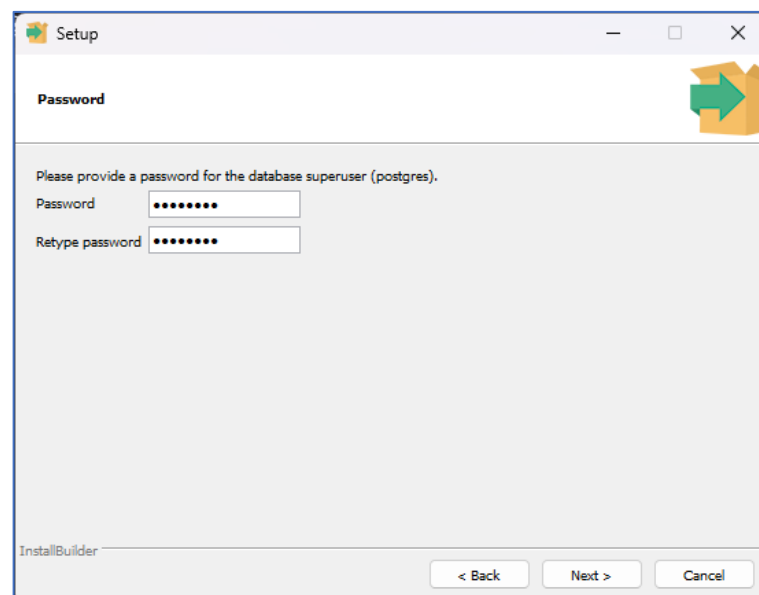 Setup
Password
Please provide a password for the database superuser (postgres).
Password ••••••••
Retype password ••••••••
InstallBuilder
< Back Next > Cancel